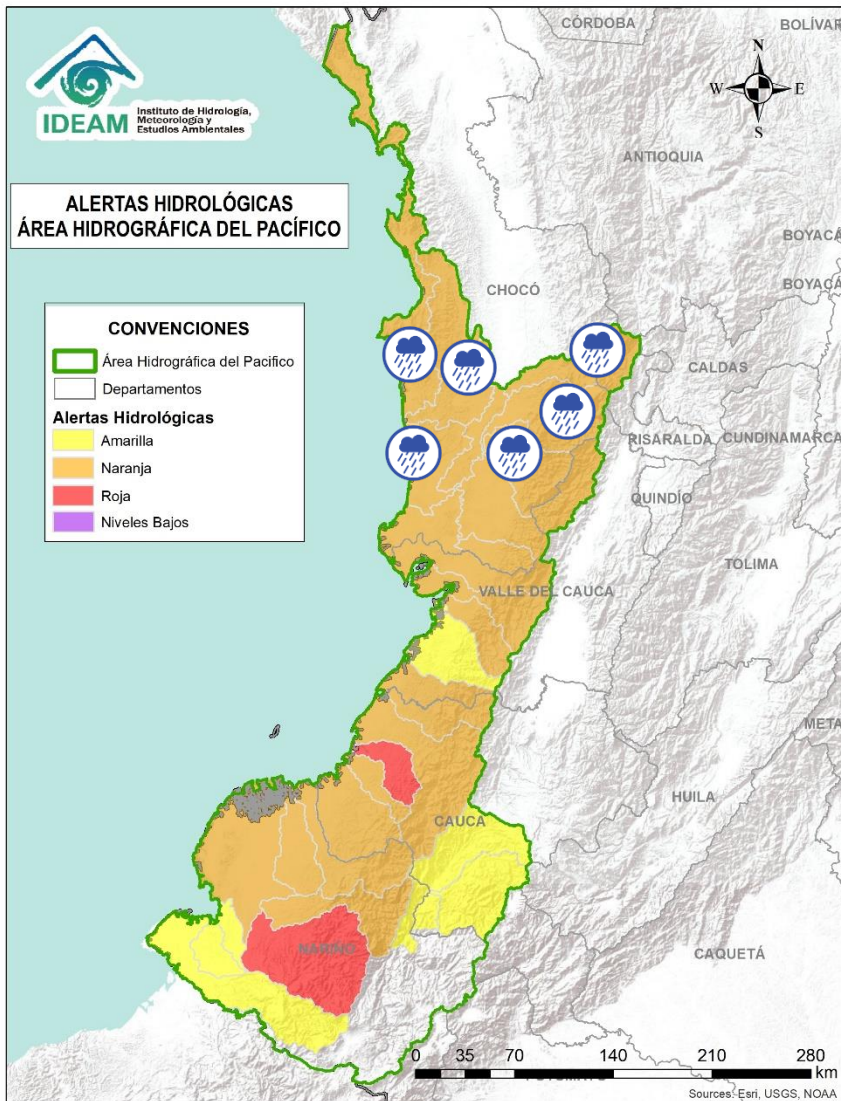 IDEAM
Instituto de Hidrología,
Meteorología y
Estudios Ambientales
ALERTAS HIDROLÓGICAS
ÁREA HIDROGRÁFICA DEL PACÍFICO
CONVENCIONES
Área Hidrográfica del Pacifico
Departamentos
Alertas Hidrológicas
Amarilla
Naranja
Roja
Niveles Bajos
CÓRDOBA
BOLÍVAR
N
W E
S
ANTIOQUIA
BOYACÁ
BOYACÁ
CHOCÓ
CALDAS
RISARALDA
CUNDINAMARCA
QUINDÍO
TOLIMA
VALLE DEL CAUCA
META
HUILA
CAUCA
NARIÑO
CAQUETÁ
0 35 70 140 210 280
km
Sources: Esri, USGS, NOAA